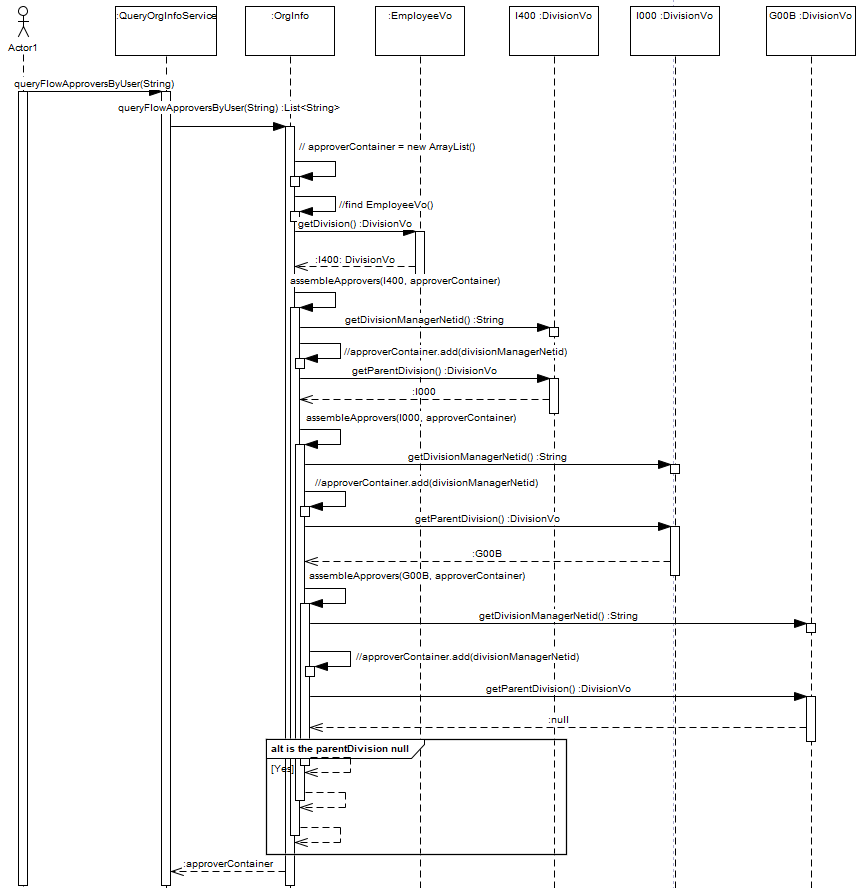 :QueryOrgInfoService
:OrgInfo
:EmployeeVo
I400 :DivisionVo
I000 :DivisionVo
G00B :DivisionVo
Actor1
queryFlowApproversByUser(String)
queryFlowApproversByUser(String) :List<String>
// approverContainer = new ArrayList()
//find EmployeeVo()
getDivision() :DivisionVo
:I400: DivisionVo
assembleApprovers(I400, approverContainer)
getDivisionManagerNetid() :String
//approverContainer.add(divisionManagerNetid)
getParentDivision() :DivisionVo
:I000
assembleApprovers(I000, approverContainer)
getDivisionManagerNetid() :String
//approverContainer.add(divisionManagerNetid)
getParentDivision() :DivisionVo
:G00B
assembleApprovers(G00B, approverContainer)
getDivisionManagerNetid() :String
//approverContainer.add(divisionManagerNetid)
getParentDivision() :DivisionVo
:null
alt is the parentDivision null
[Yes]
:approverContainer